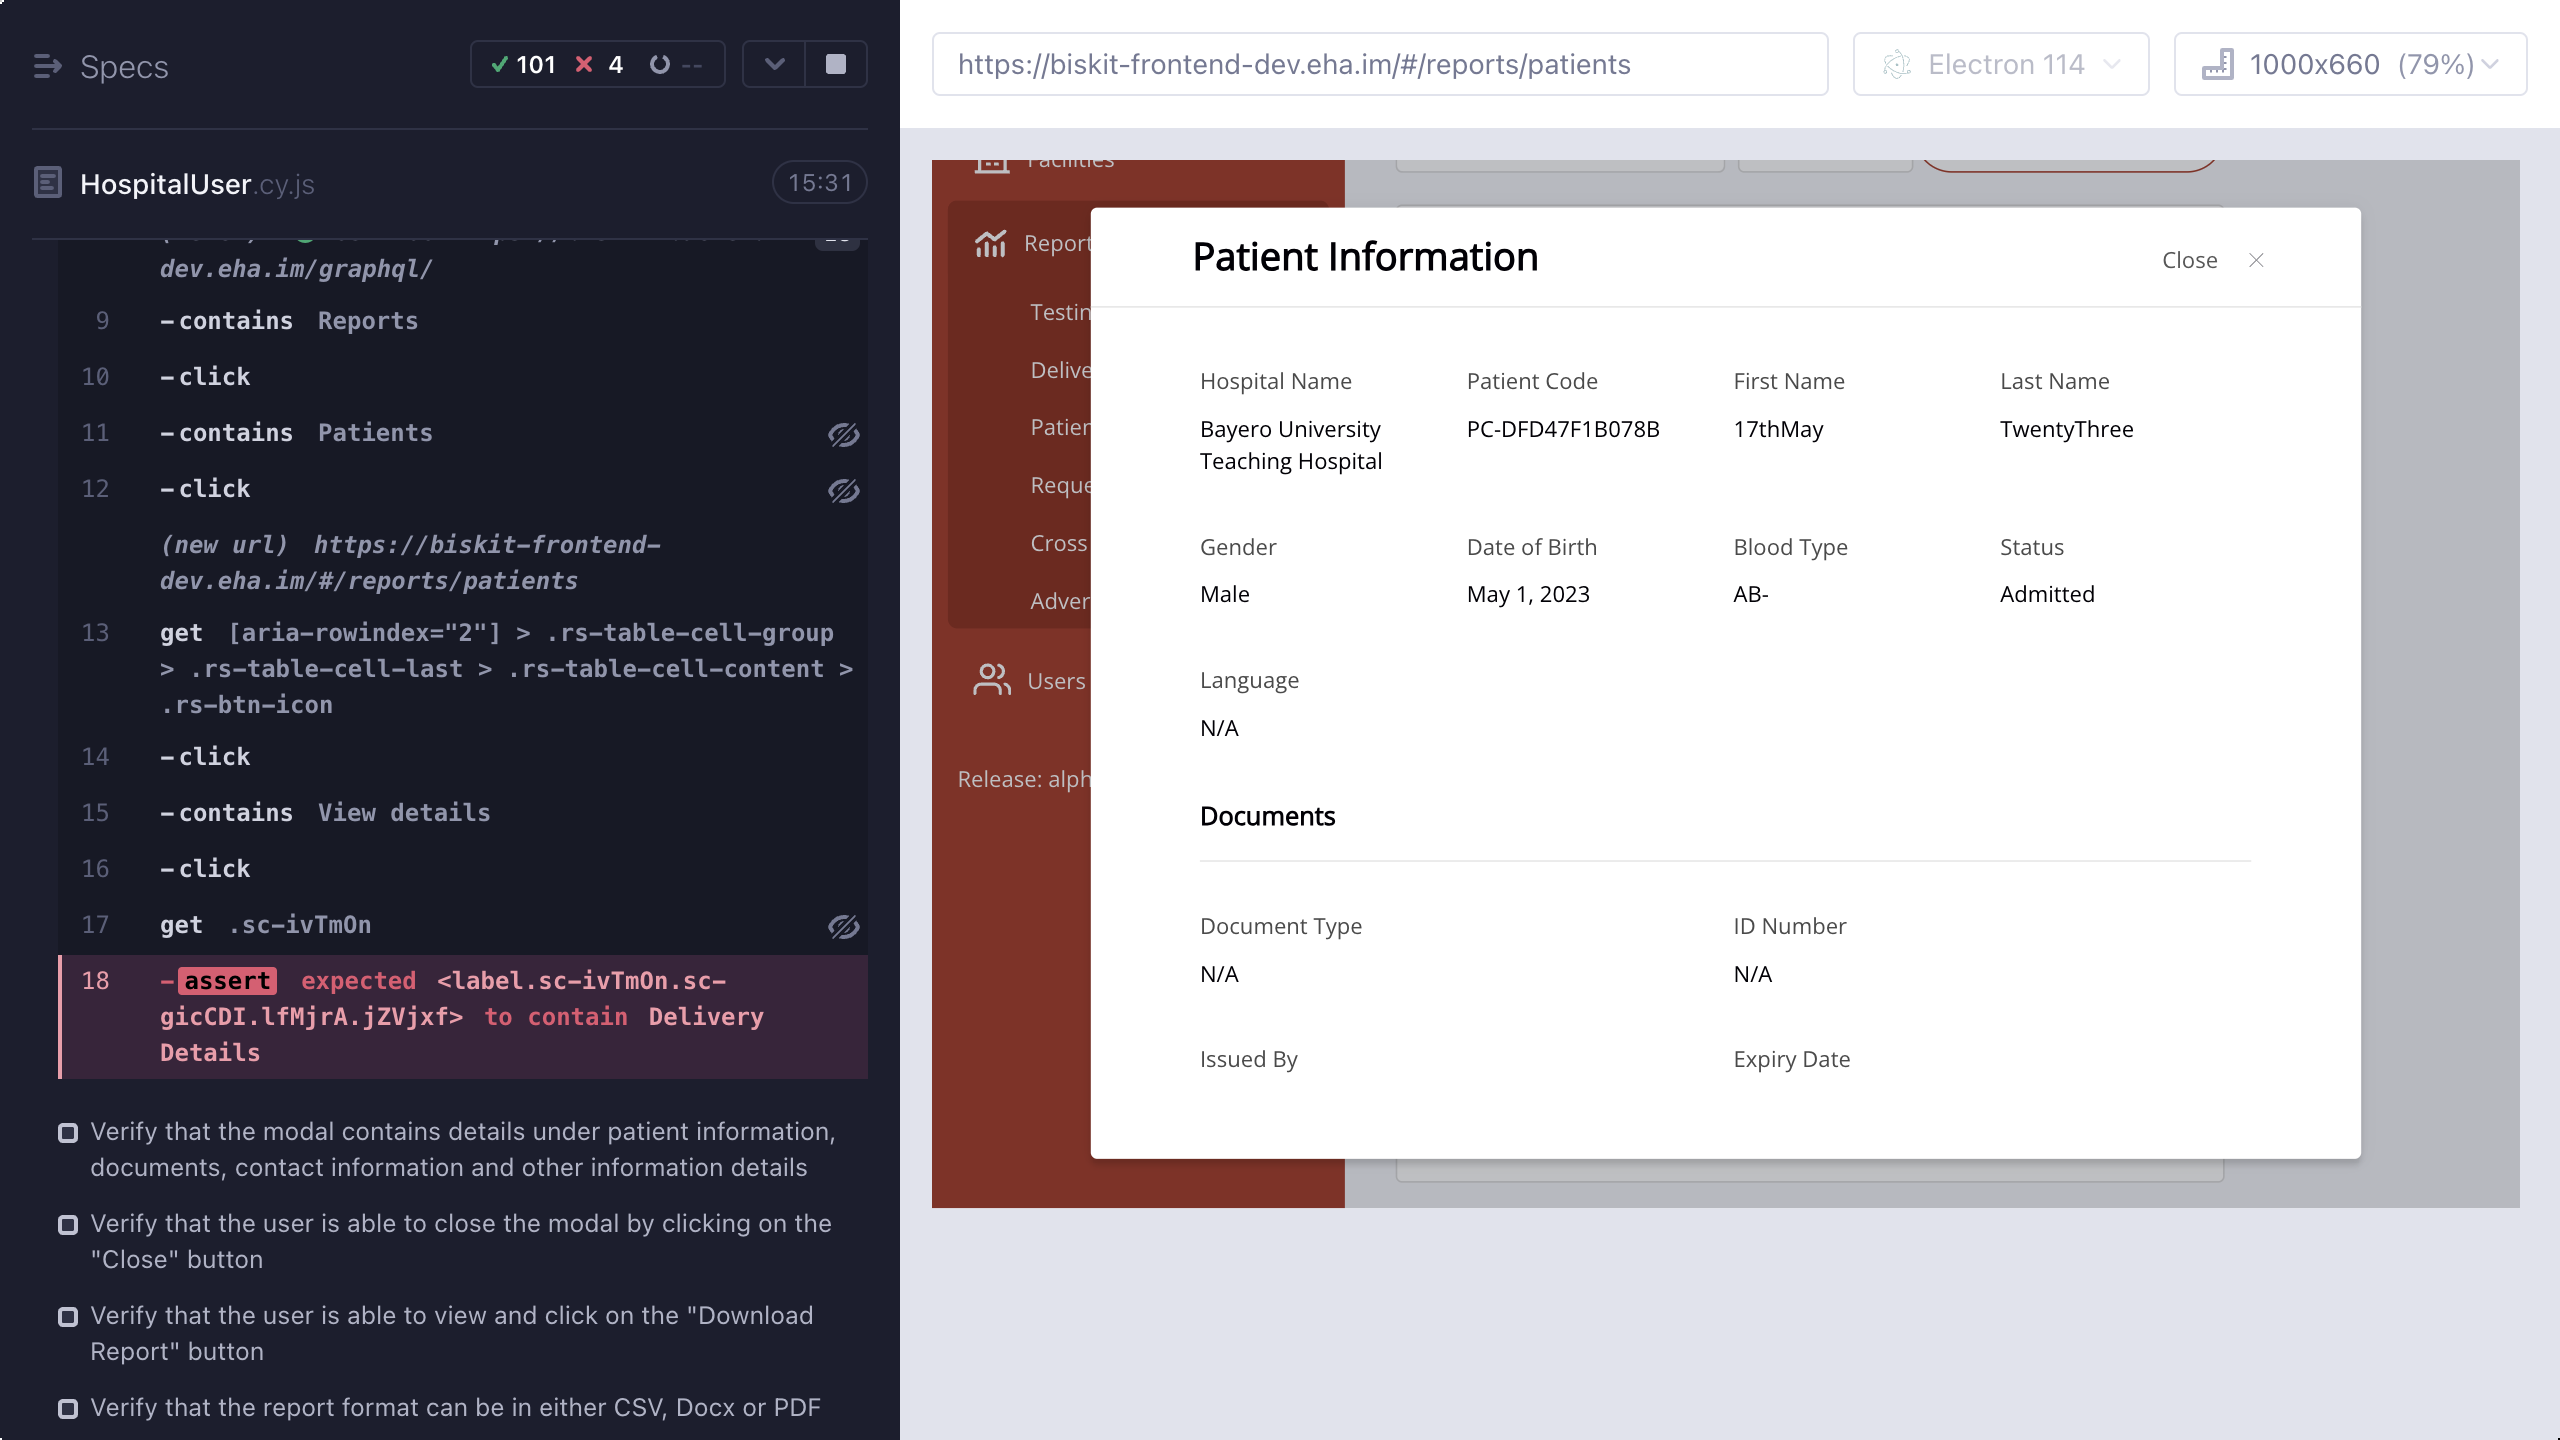 Specs
101 4 --
HospitalUser.cy.js 15:31
dev.eha.im/graphql/
9 -contains Reports
10 -click
11 -contains Patients
12 -click
(new url) https://biskit-frontend-
dev.eha.im/#/reports/patients
13 get [aria-rowindex="2"] > .rs-table-cell-group
> .rs-table-cell-last > .rs-table-cell-content >
.rs-btn-icon
14 -click
15 -contains View details
16 -click
17 get .sc-ivTmOn
18 -assert expected <label.sc-ivTmOn.sc-
gicCDI.lfMjrA.jZVjxf> to contain Delivery
Details
Verify that the modal contains details under patient information,
documents, contact information and other information details
Verify that the user is able to close the modal by clicking on the
"Close" button
Verify that the user is able to view and click on the "Download
Report" button
Verify that the report format can be in either CSV, Docx or PDF
https://biskit-frontend-dev.eha.im/#/reports/patients
Electron 114
1000x660 (79%)
Facilities
Report
Testin
Delive
Patien
Reque
Cross
Adver
Users
Release: alph
Patient Information
Close
Hospital Name Patient Code First Name Last Name
Bayero University PC-DFD47F1B078B 17thMay TwentyThree
Teaching Hospital
Gender Date of Birth Blood Type Status
Male May 1, 2023 AB- Admitted
Language
N/A
Documents
Document Type ID Number
N/A N/A
Issued By Expiry Date